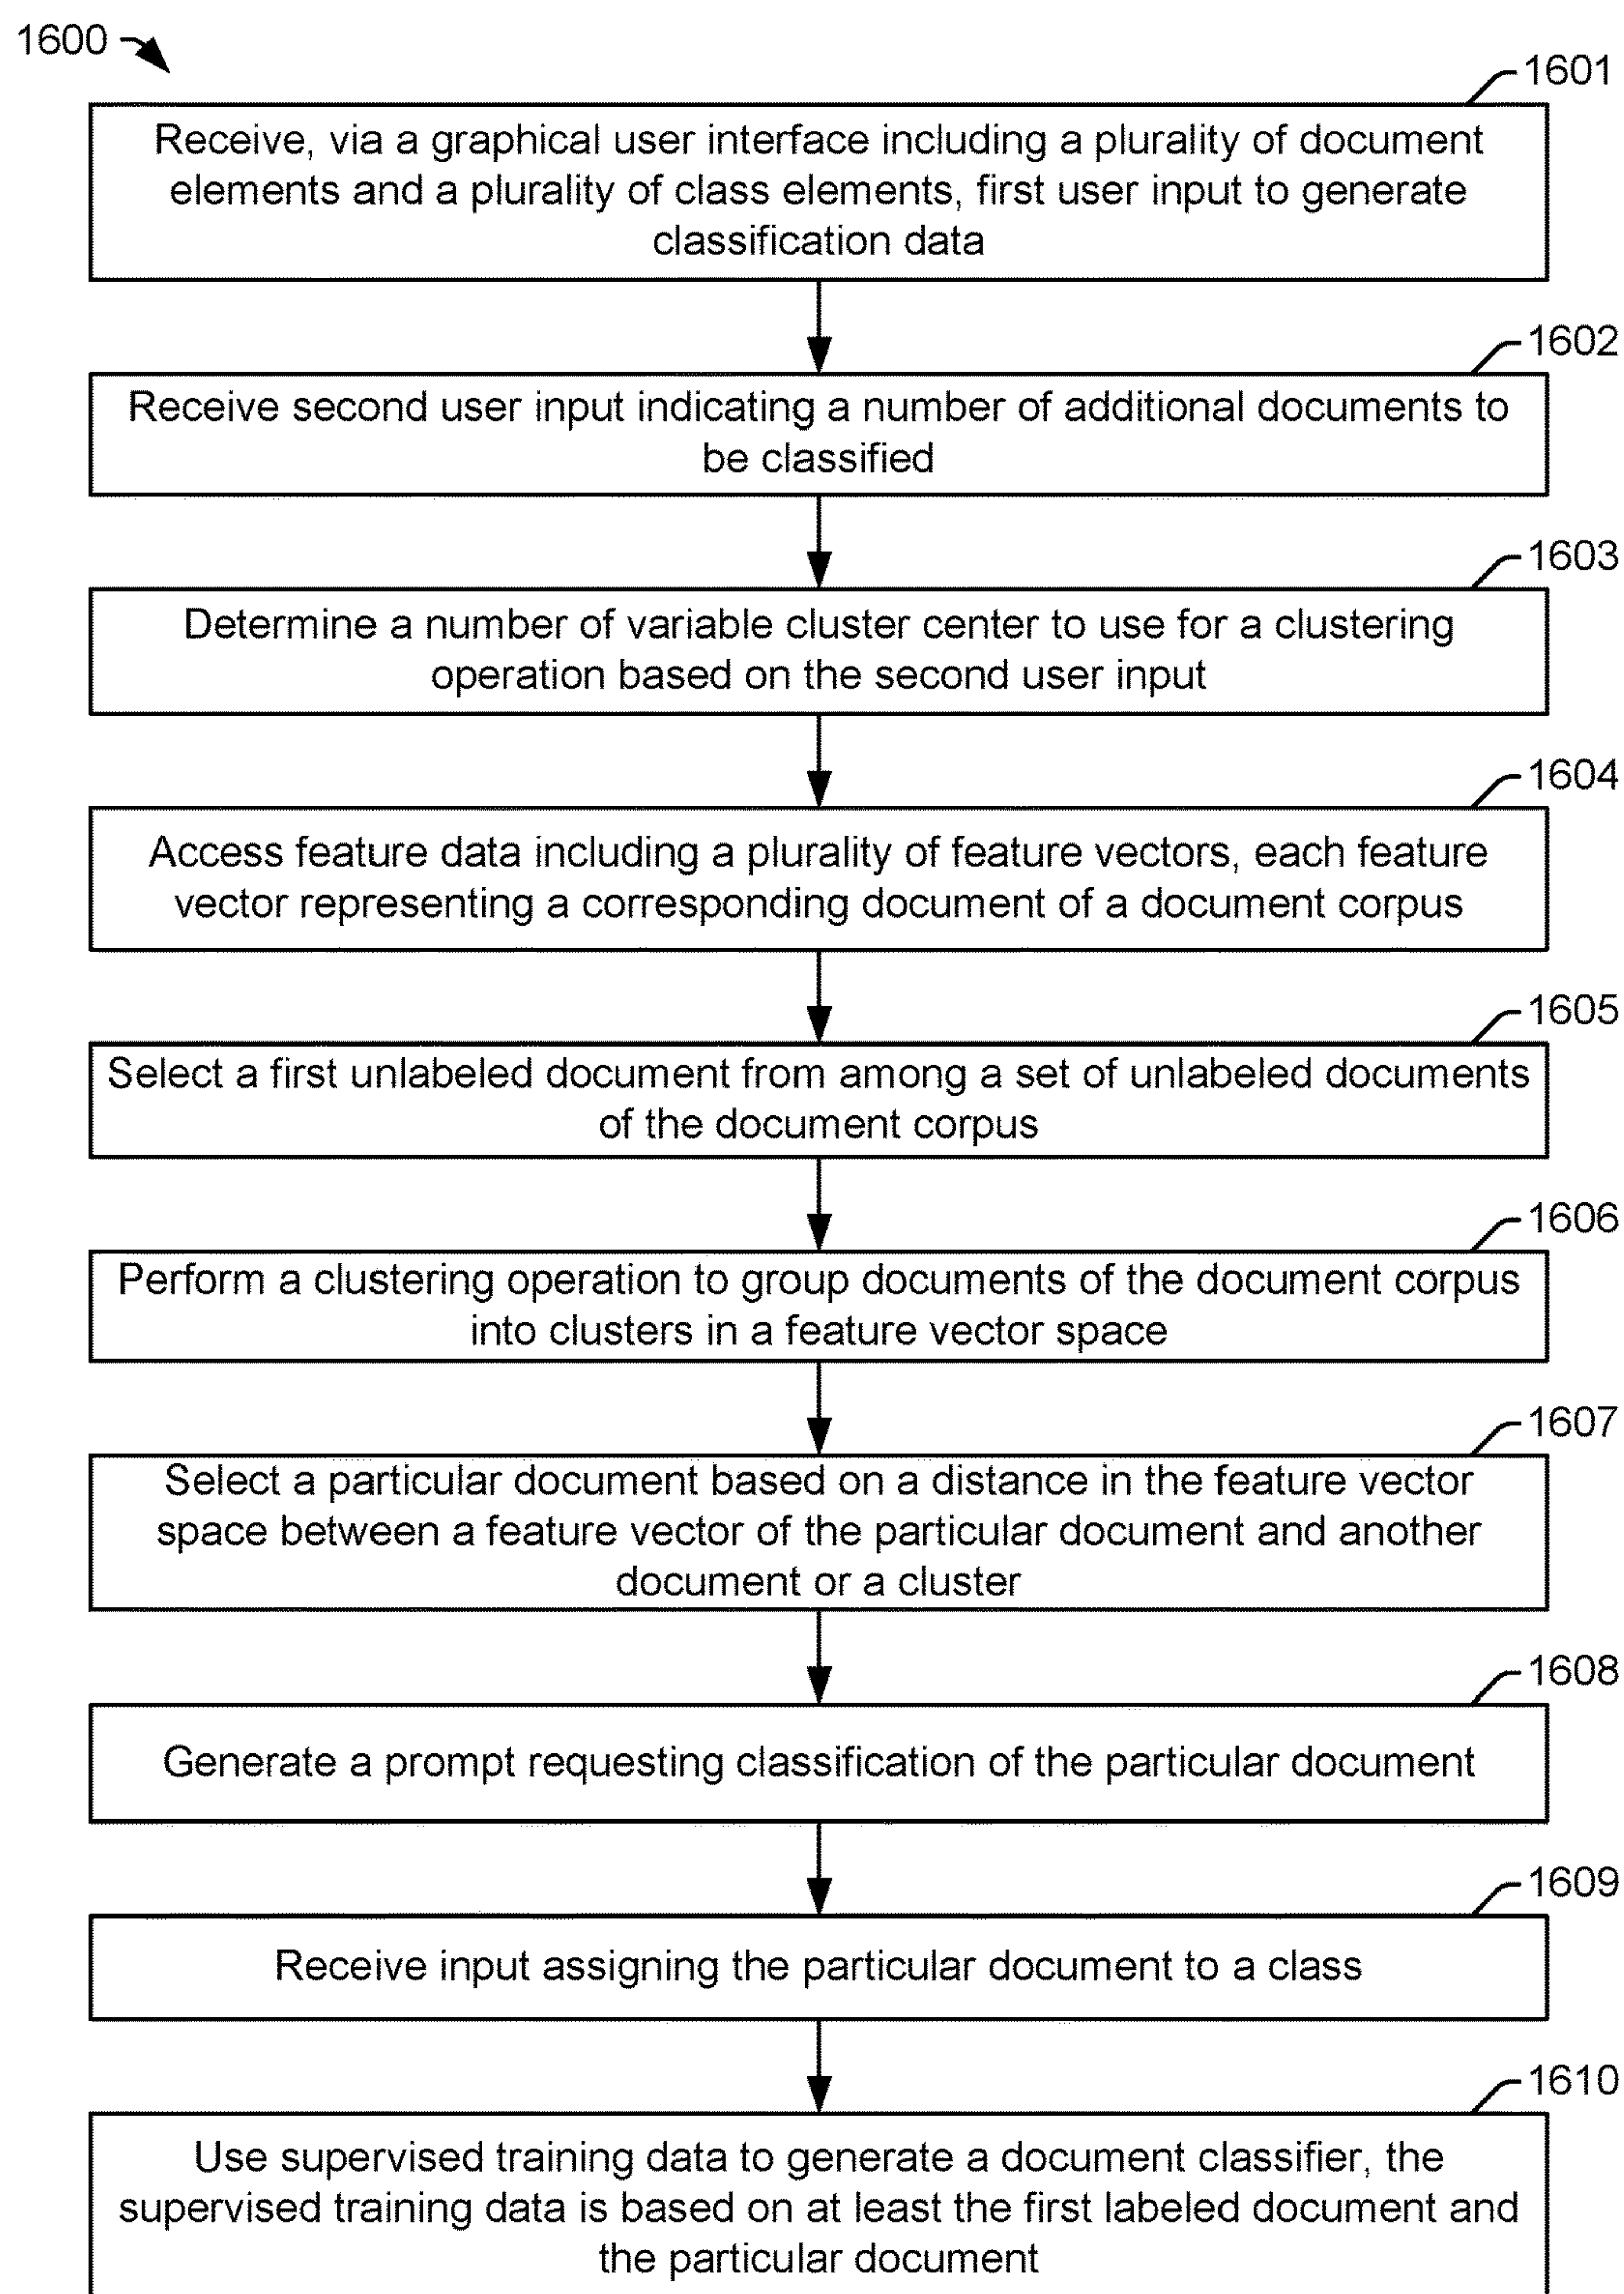 1600
1601
Receive, via a graphical user interface including a plurality of document
elements and a plurality of class elements, first user input to generate
classification data
1602
Receive second user input indicating a number of additional documents to
be classified
1603
Determine a number of variable cluster center to use for a clustering
operation based on the second user input
1604
Access feature data including a plurality of feature vectors, each feature
vector representing a corresponding document of a document corpus
1605
Select a first unlabeled document from among a set of unlabeled documents
of the document corpus
1606
Perform a clustering operation to group documents of the document corpus
into clusters in a feature vector space
1607
Select a particular document based on a distance in the feature vector
space between a feature vector of the particular document and another
document or a cluster
1608
Generate a prompt requesting classification of the particular document
1609
Receive input assigning the particular document to a class
1610
Use supervised training data to generate a document classifier, the
supervised training data is based on at least the first labeled document and
the particular document